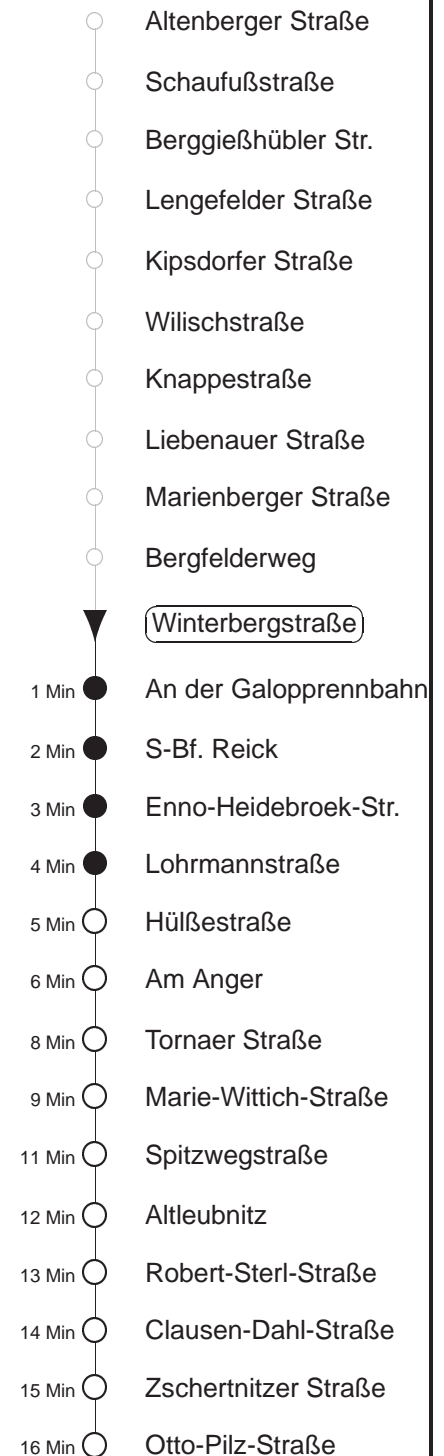 Altenberger Straße
Schaufußstraße
Berggießhübler Str.
Lengefelder Straße
Kipsdorfer Straße
Wilischstraße
Knappestraße
Liebenauer Straße
Marienberger Straße
Bergfelderweg
Winterbergstraße
1 Min An der Galopprennbahn
2 Min S-Bf. Reick
3 Min Enno-Heidebroek-Str.
4 Min Lohrmannstraße
5 Min Hülßestraße
6 Min Am Anger
8 Min Tornaer Straße
9 Min Marie-Wittich-Straße
11 Min Spitzwegstraße
12 Min Altleubnitz
13 Min Robert-Sterl-Straße
14 Min Clausen-Dahl-Straße
15 Min Zschertnitzer Straße
16 Min Otto-Pilz-Straße